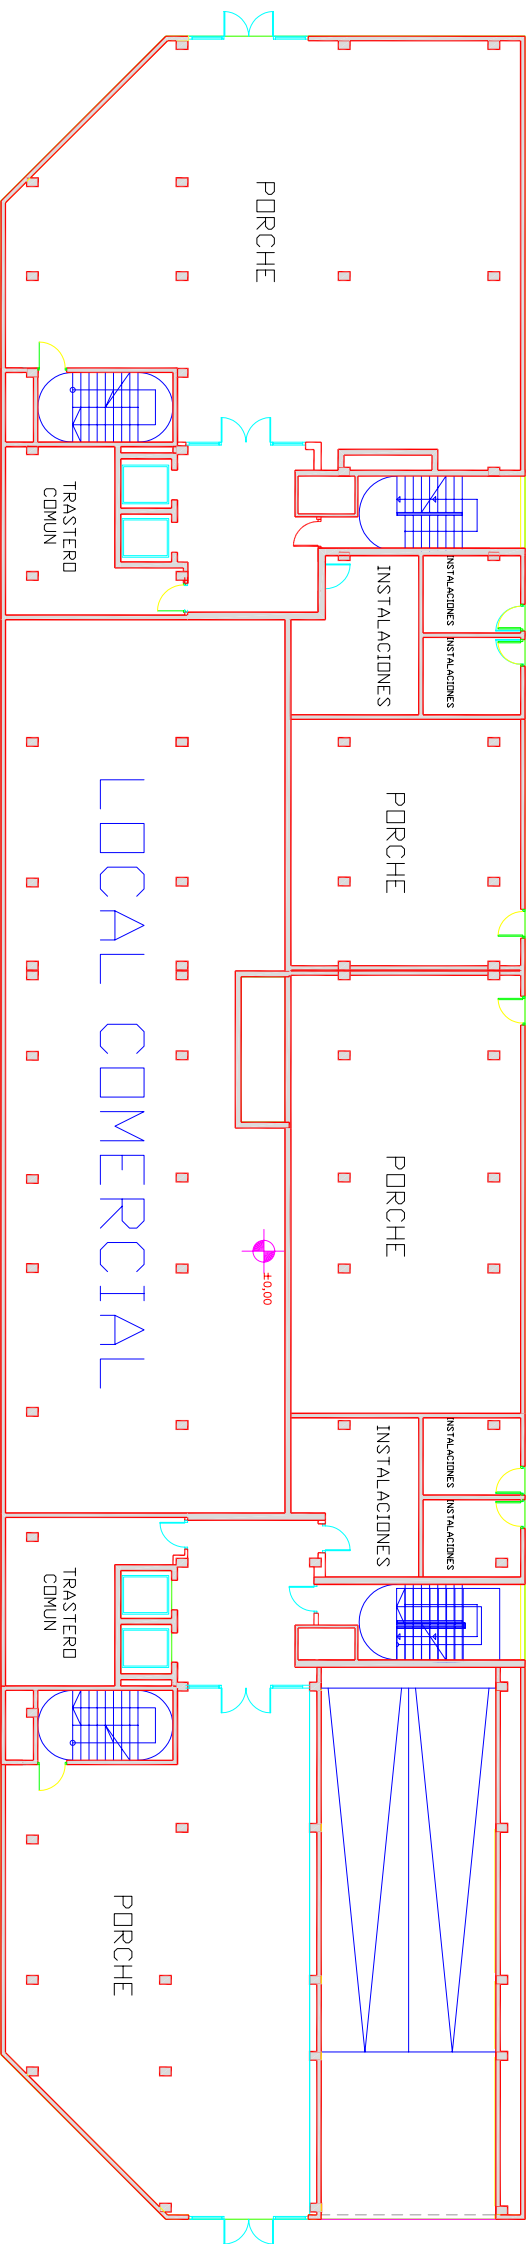 PORCHE
TRASTERO
COMUN
INSTALACIONES
INSTALACIONES
INSTALACIONES
PORCHE
LOCAL COMERCIAL
PORCHE
±0,00
INSTALACIONES
INSTALACIONES
INSTALACIONES
TRASTERO
COMUN
PORCHE